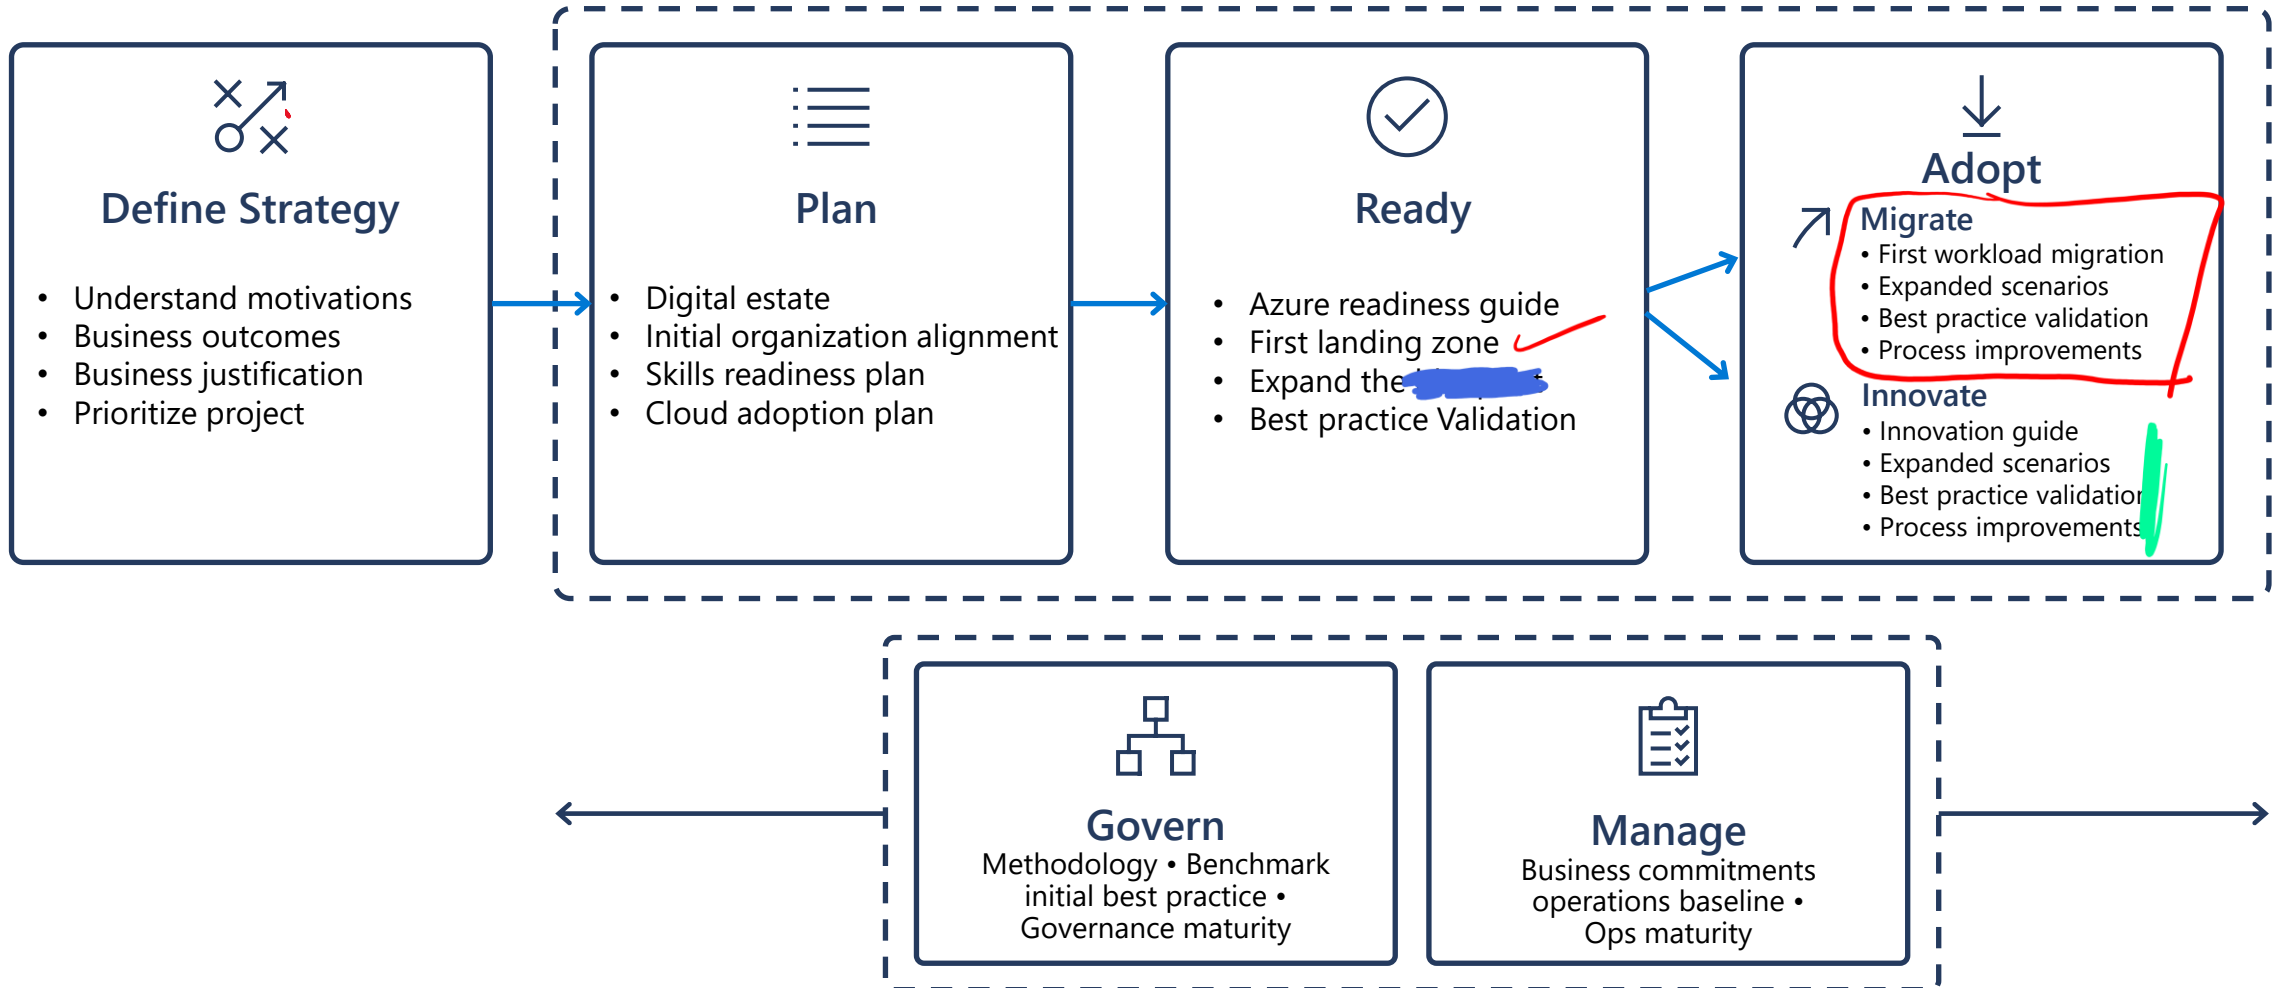 Define Strategy
• Understand motivations
• Business outcomes
• Business justification
• Prioritize project
Plan
• Digital estate
• Initial organization alignment
• Skills readiness plan
• Cloud adoption plan
Ready
• Azure readiness guide
• First landing zone
• Expand the
• Best practice Validation
Adopt
Migrate
• First workload migration
• Expanded scenarios
• Best practice validation
• Process improvements
Innovate
• Innovation guide
• Expanded scenarios
• Best practice validation
• Process improvements
Govern
Methodology • Benchmark
initial best practice •
Governance maturity
Manage
Business commitments
operations baseline •
Ops maturity